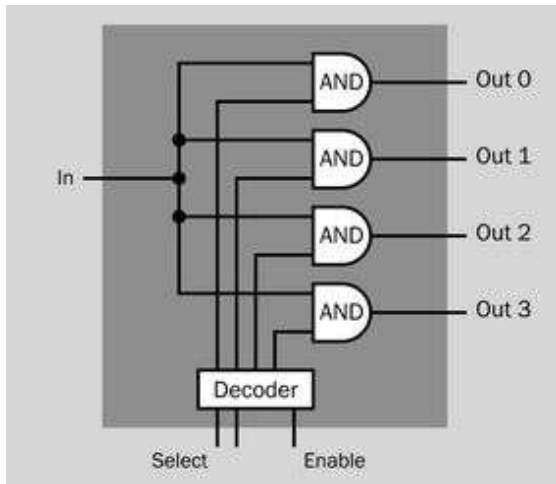 AND Out 0
AND Out 1
In
AND Out 2
AND Out 3
Decoder
Select Enable